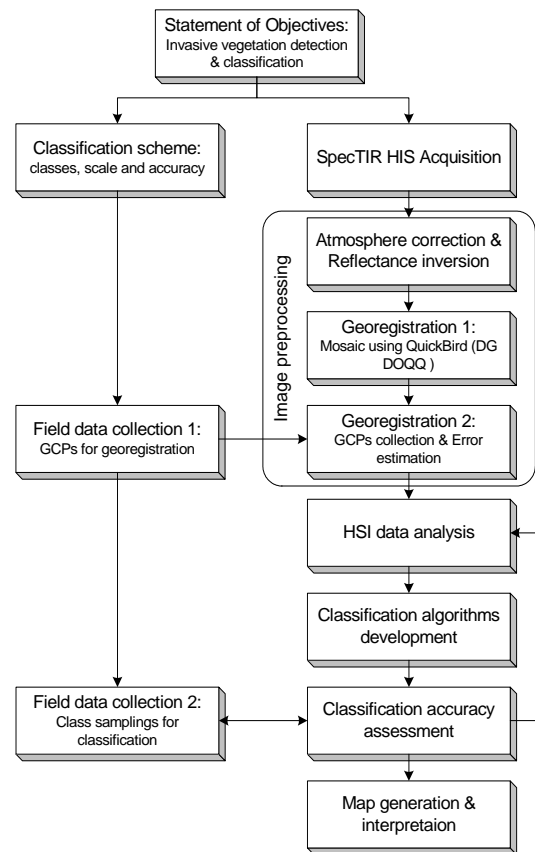 Statement of Objectives:
Invasive vegetation detection
& classification
Classification scheme:
classes, scale and accuracy
SpecTIR HIS Acquisition
Image preprocessing
Atmosphere correction &
Reflectance inversion
Georegistration 1:
Mosaic using QuickBird (DG
DOQQ )
Field data collection 1:
GCPs for georegistration
Georegistration 2:
GCPs collection & Error
estimation
HSI data analysis
Classification algorithms
development
Field data collection 2:
Class samplings for
classification
Classification accuracy
assessment
Map generation &
interpretaion